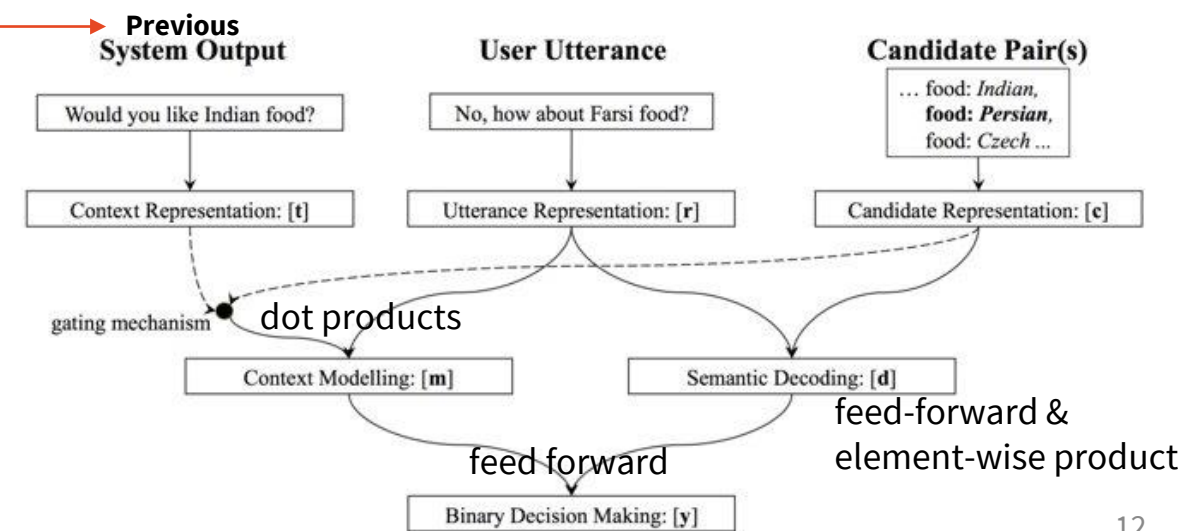 Previous
System Output
User Utterance
Candidate Pair(s)
Would you like Indian food?
No, how about Farsi food?
... food: Indian,
food: Persian,
food: Czech ...
Context Representation: [t]
Utterance Representation: [r]
Candidate Representation: [c]
gating mechanism
dot products
Context Modelling: [m]
Semantic Decoding: [d]
feed-forward &
element-wise product
feed forward
Binary Decision Making: [y]
12